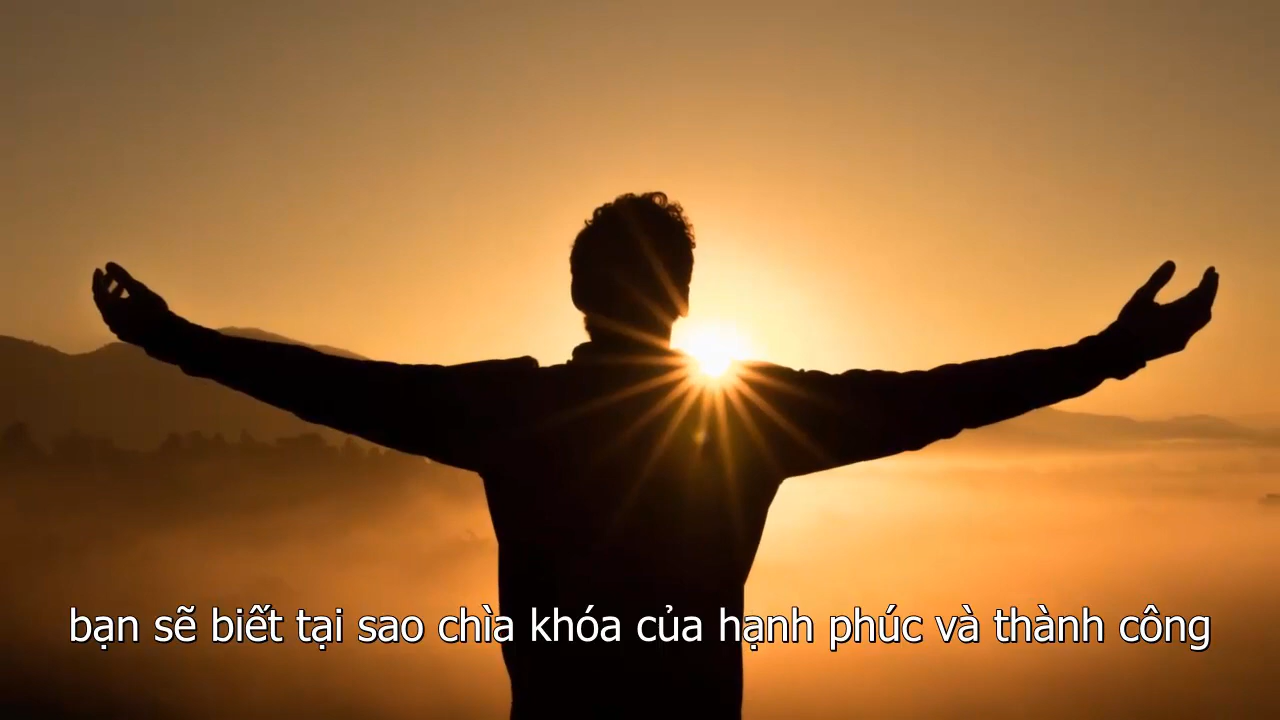 bạn sẽ biết tại sao chìa khóa của hạnh phúc và thành công